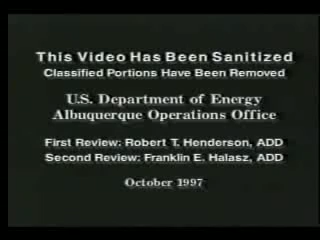 This Video Has Been Sanitized
Classified Portions Have Been Removed
U.S. Department of Energy
Albuquerque Operations Office
First Review: Robert T. Henderson, ADD
Second Review: Franklin E. Halasz, ADD
October 1997